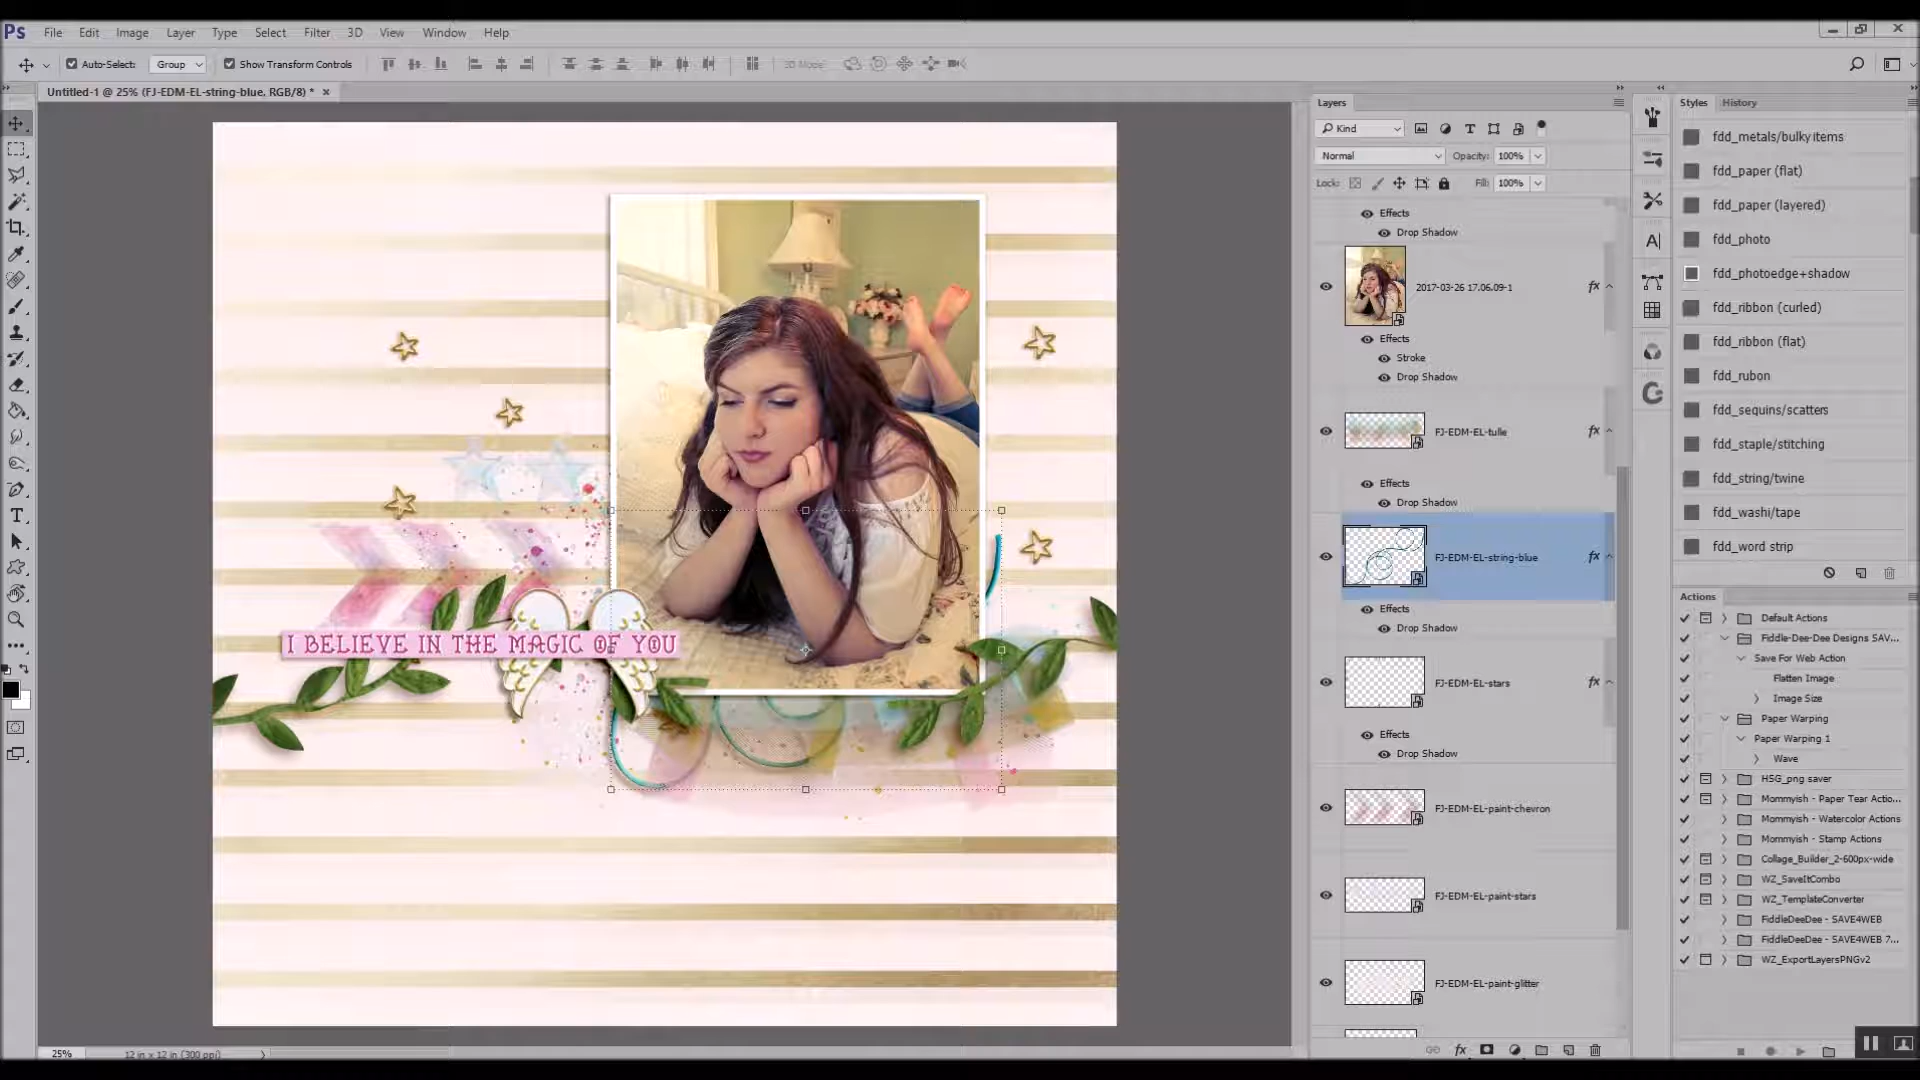 Ps File Edit Image Layer Type Select Filter 3D View Window Help
Auto-Select: Group Show Transform Controls 3D Mode:
Untitled-1 @ 25% (FJ-EDM-EL-string-blue, RGB/8) *
I BELIEVE IN THE MAGIC OF YOU
25% 12 in x 12 in (300 ppi)
Layers
Kind
Normal Opacity: 100%
Lock: Fill: 100%
Effects
Drop Shadow
2017-03-26 17.06.09-1 fx
Effects
Stroke
Drop Shadow
FJ-EDM-EL-tulle fx
Effects
Drop Shadow
FJ-EDM-EL-string-blue fx
Effects
Drop Shadow
FJ-EDM-EL-stars fx
Effects
Drop Shadow
FJ-EDM-EL-paint-chevron
FJ-EDM-EL-paint-stars
FJ-EDM-EL-paint-glitter
fx
Styles History
fdd_metals/bulky items
fdd_paper (flat)
fdd_paper (layered)
fdd_photo
fdd_photoedge+shadow
fdd_ribbon (curled)
fdd_ribbon (flat)
fdd_rubon
fdd_sequins/scatters
fdd_staple/stitching
fdd_string/twine
fdd_washi/tape
fdd_word strip
Actions
Default Actions
Fiddle-Dee-Dee Designs SAV...
Save For Web Action
Flatten Image
Image Size
Paper Warping
Paper Warping 1
Wave
HSG_png saver
Mommyish - Paper Tear Actio...
Mommyish - Watercolor Actions
Mommyish - Stamp Actions
Collage_Builder_2-600px-wide
WZ_SaveItCombo
WZ_TemplateConverter
FiddleDeeDee - SAVE4WEB
FiddleDeeDee - SAVE4WEB 7...
WZ_ExportLayersPNGv2